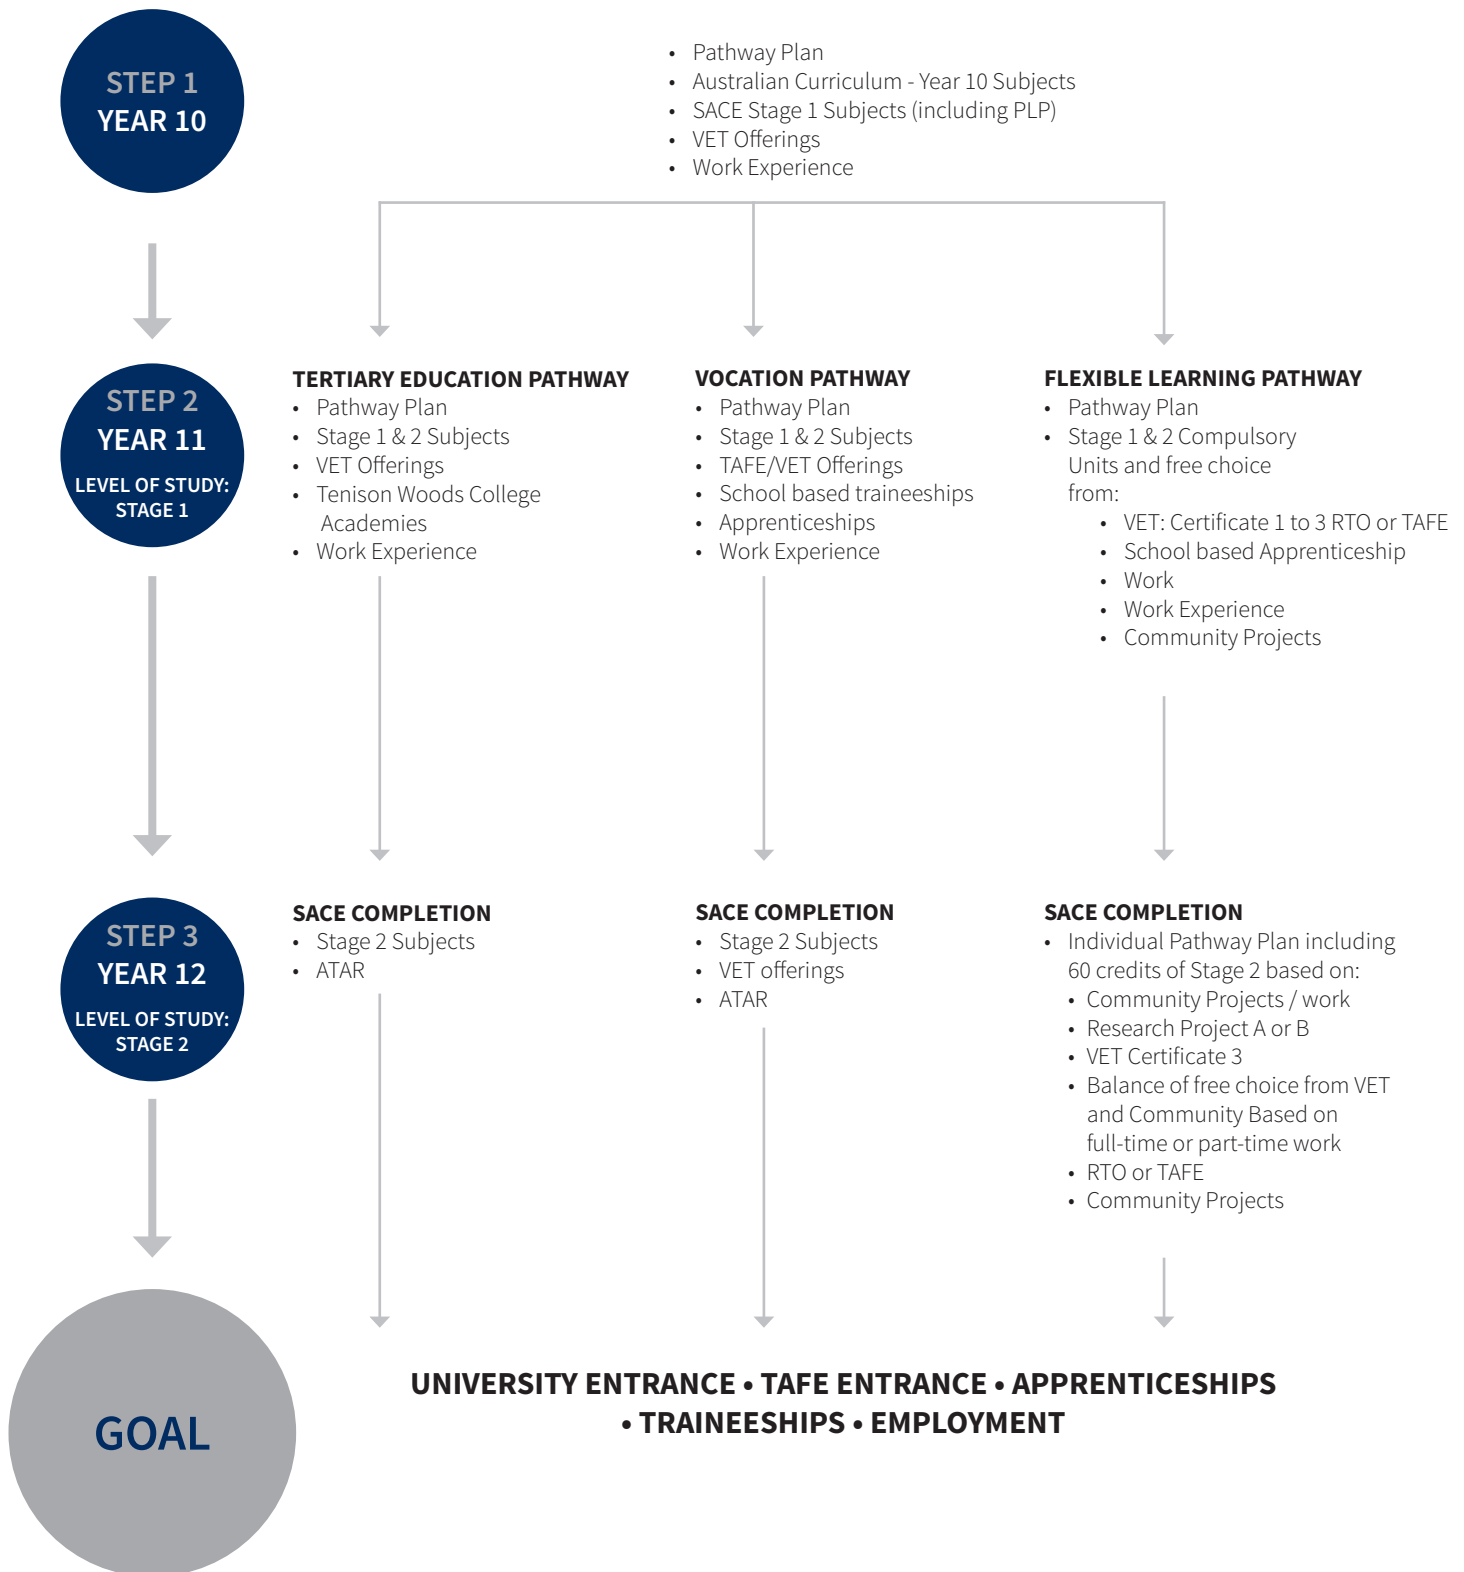 STEP 1
YEAR 10
• Pathway Plan
• Australian Curriculum - Year 10 Subjects
• SACE Stage 1 Subjects (including PLP)
• VET Offerings
• Work Experience
STEP 2
YEAR 11
LEVEL OF STUDY:
STAGE 1
TERTIARY EDUCATION PATHWAY
• Pathway Plan
• Stage 1 & 2 Subjects
• VET Offerings
• Tenison Woods College
Academies
• Work Experience
VOCATION PATHWAY
• Pathway Plan
• Stage 1 & 2 Subjects
• TAFE/VET Offerings
• School based traineeships
• Apprenticeships
• Work Experience
FLEXIBLE LEARNING PATHWAY
• Pathway Plan
• Stage 1 & 2 Compulsory
Units and free choice
from:
• VET: Certificate 1 to 3 RTO or TAFE
• School based Apprenticeship
• Work
• Work Experience
• Community Projects
STEP 3
YEAR 12
LEVEL OF STUDY:
STAGE 2
SACE COMPLETION
• Stage 2 Subjects
• ATAR
SACE COMPLETION
• Stage 2 Subjects
• VET offerings
• ATAR
SACE COMPLETION
• Individual Pathway Plan including
60 credits of Stage 2 based on:
• Community Projects / work
• Research Project A or B
• VET Certificate 3
• Balance of free choice from VET
and Community Based on
full-time or part-time work
• RTO or TAFE
• Community Projects
GOAL
UNIVERSITY ENTRANCE • TAFE ENTRANCE • APPRENTICESHIPS
• TRAINEESHIPS • EMPLOYMENT